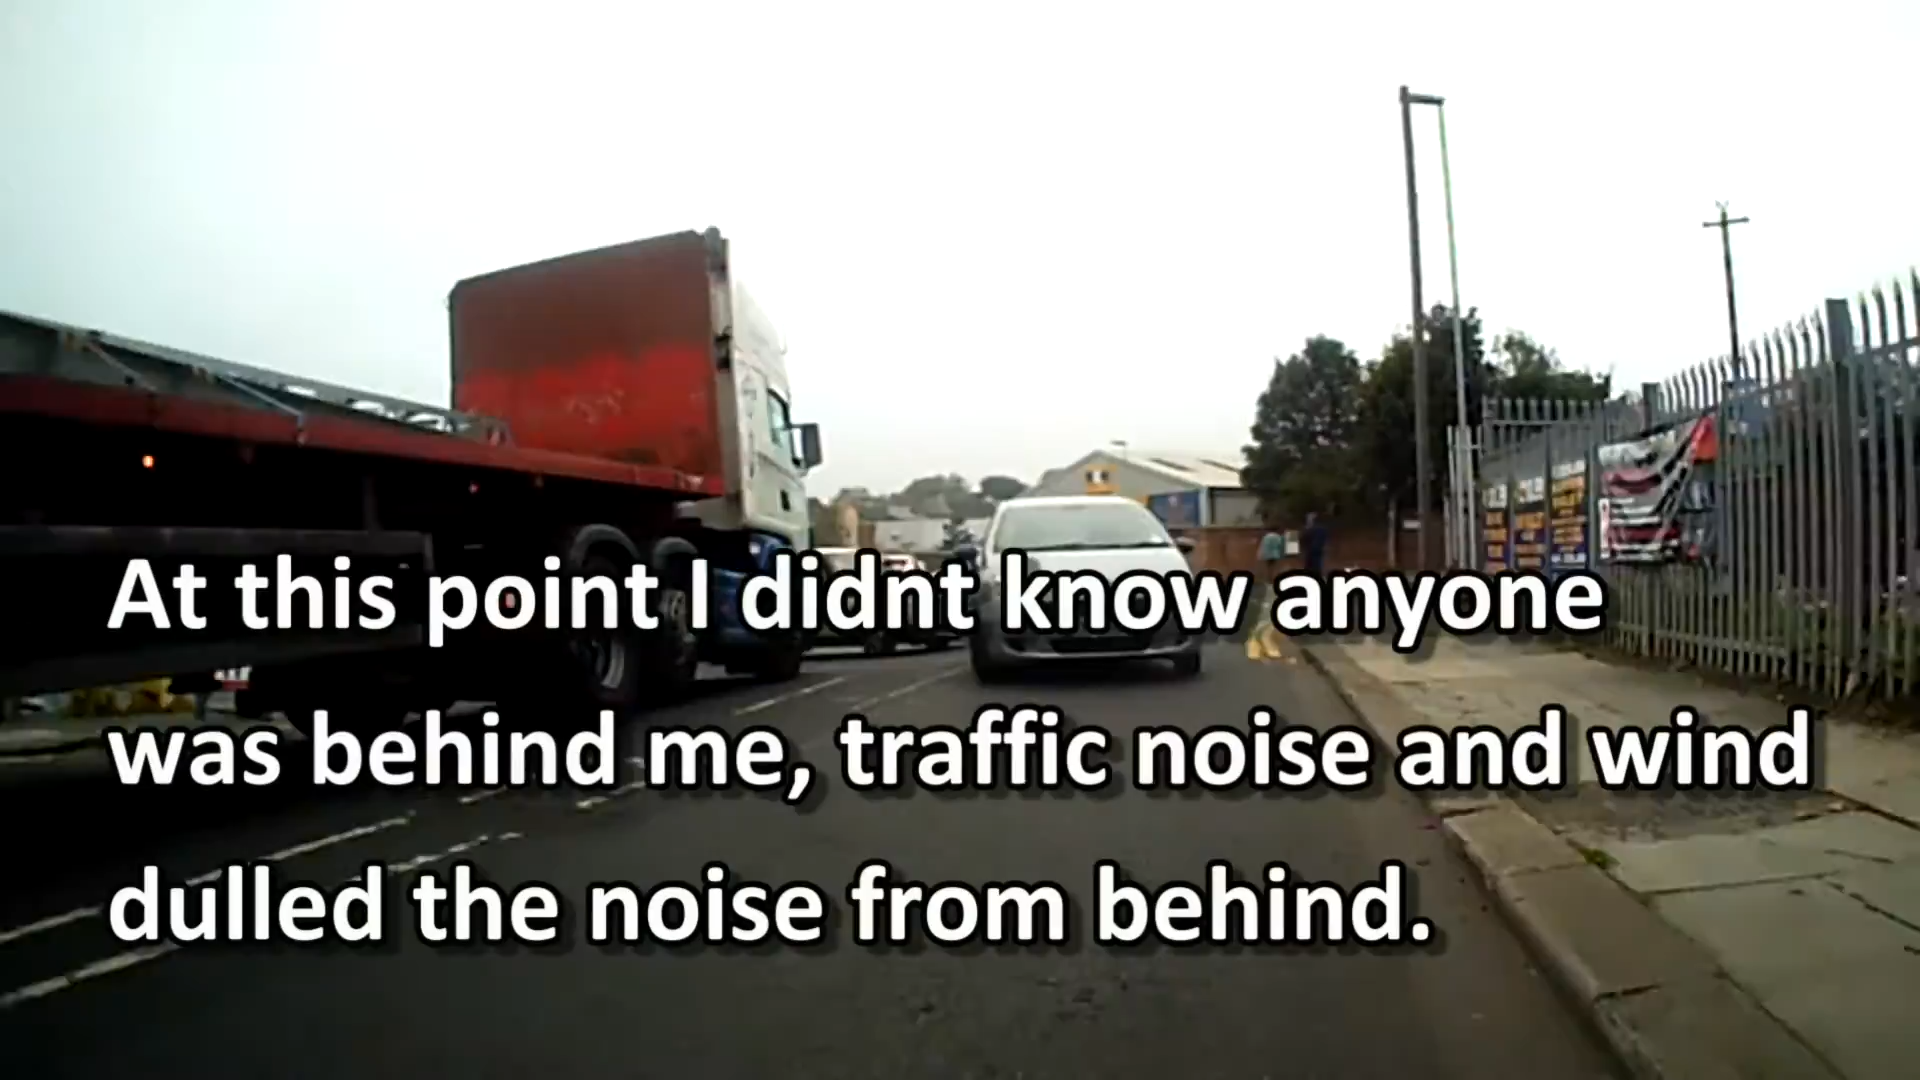 At this point I didnt know anyone
was behind me, traffic noise and wind
dulled the noise from behind.